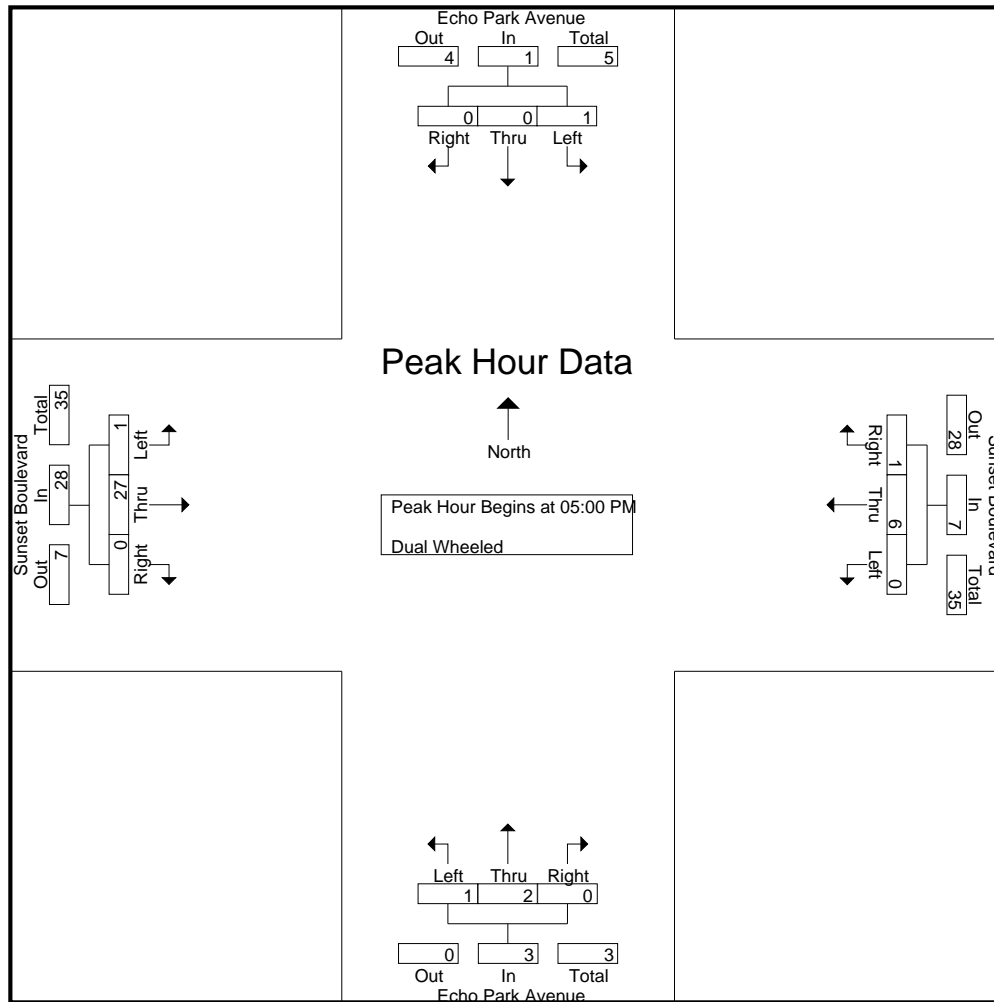 Echo Park Avenue
Out In Total
4 1 5
0 0 1
Right Thru Left
Peak Hour Data
North
Peak Hour Begins at 05:00 PM
Dual Wheeled
Sunset Boulevard
Total In Out
35 28 7
1 27 0
Left Thru Right
Sunset Boulevard
Out In Total
28 7 35
1 6 0
Right Thru Left
Left Thru Right
1 2 0
0 3 3
Out In Total
Echo Park Avenue